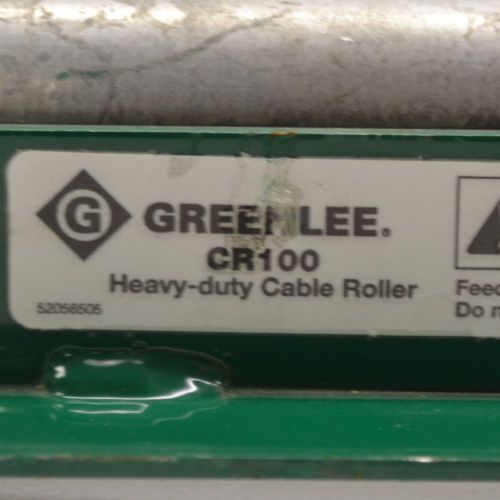 G GREENLEE.
CR100
Heavy-duty Cable Roller
52056505
Feed
Do n